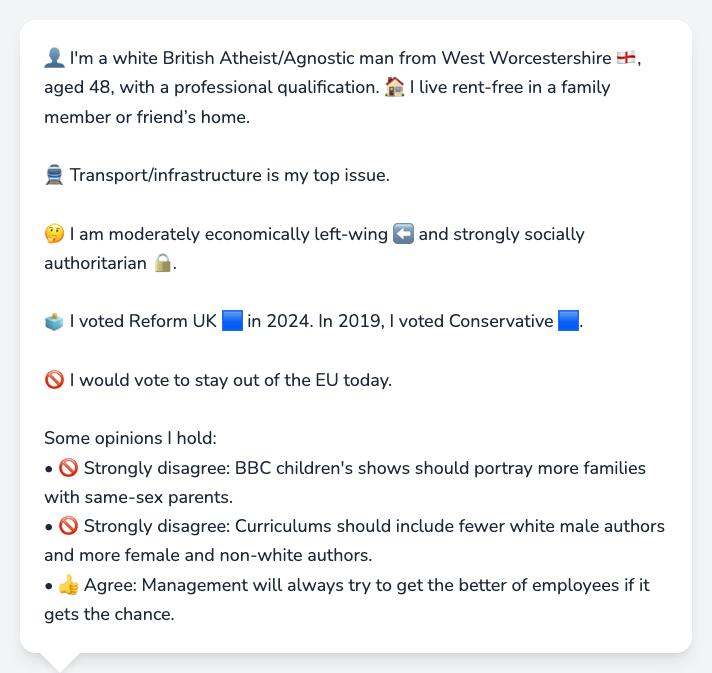 👤 I'm a white British Atheist/Agnostic man from West Worcestershire 🏴󠁧󠁢󠁥󠁮󠁧󠁿,
aged 48, with a professional qualification. 🏠 I live rent-free in a family
member or friend’s home.
🚆 Transport/infrastructure is my top issue.
🤔 I am moderately economically left-wing ⬅️ and strongly socially
authoritarian 🔒.
🗳️ I voted Reform UK 🟦 in 2024. In 2019, I voted Conservative 🟦.
🚫 I would vote to stay out of the EU today.
Some opinions I hold:
• 🚫 Strongly disagree: BBC children's shows should portray more families
with same-sex parents.
• 🚫 Strongly disagree: Curriculums should include fewer white male authors
and more female and non-white authors.
• 👍 Agree: Management will always try to get the better of employees if it
gets the chance.